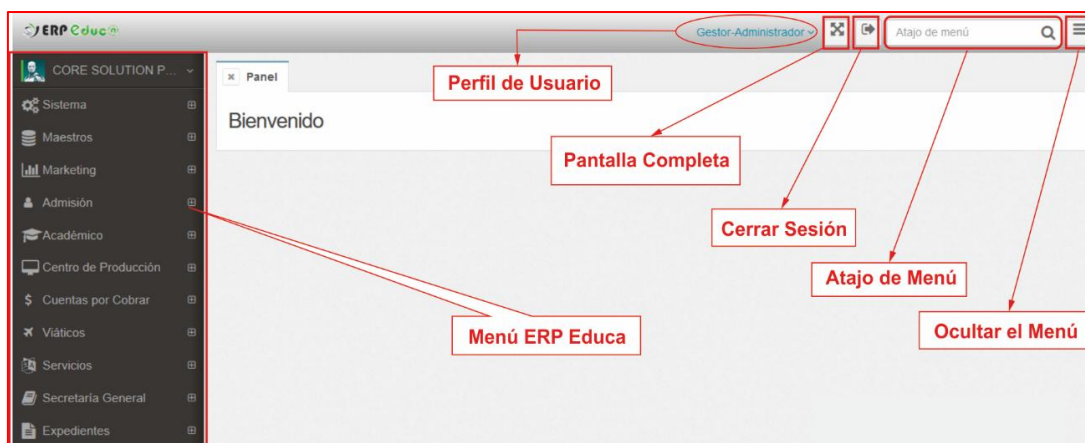 ERP Educ@
Gestor-Administrador
Atajo de menú
CORE SOLUTION P...
Panel
Perfil de Usuario
Sistema
Bienvenido
Maestros
Pantalla Completa
Marketing
Admisión
Cerrar Sesión
Académico
Centro de Producción
Atajo de Menú
Cuentas por Cobrar
Menú ERP Educa
Ocultar el Menú
Viáticos
Servicios
Secretaría General
Expedientes